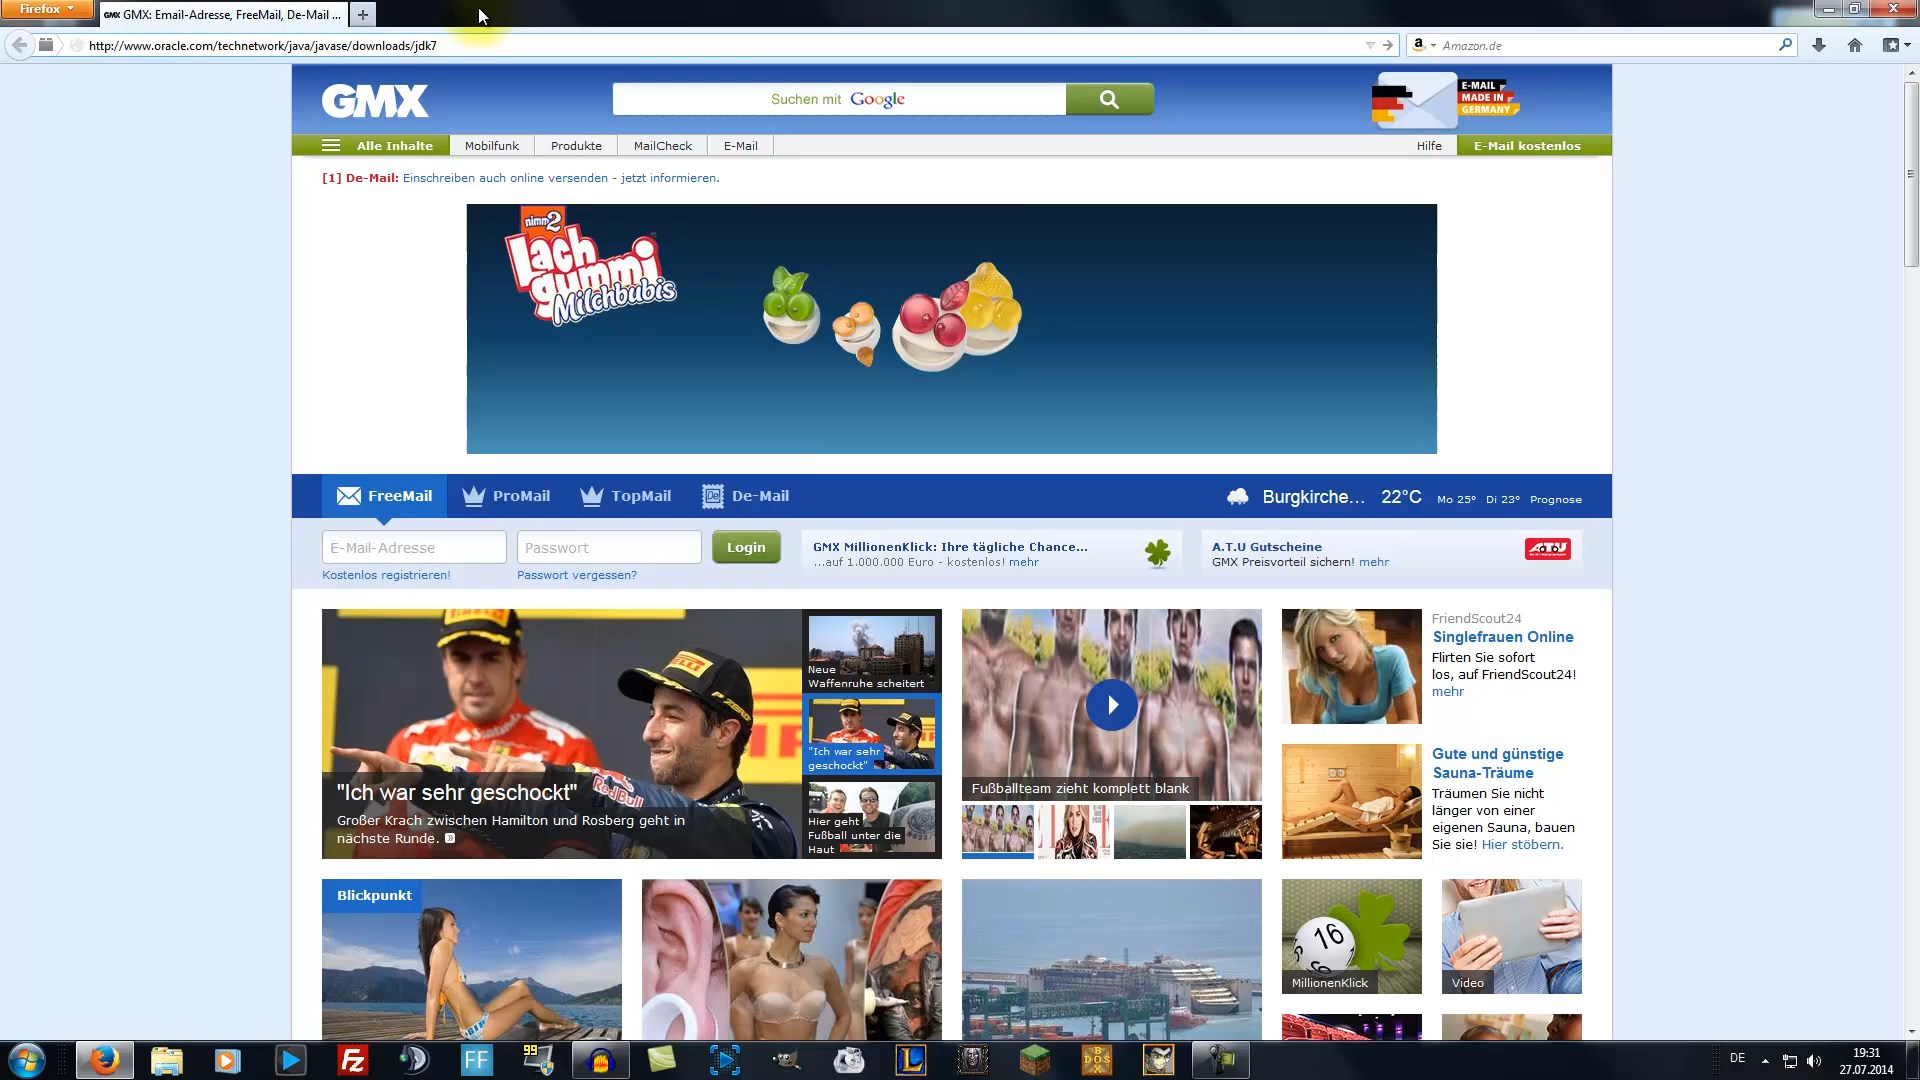 Firefox
GMX GMX: Email-Adresse, FreeMail, De-Mail ...
http://www.oracle.com/technetwork/java/javase/downloads/jdk7
Amazon.de
GMX
Suchen mit Google
E-MAIL
MADE IN
GERMANY
Alle Inhalte
Mobilfunk
Produkte
MailCheck
E-Mail
Hilfe
E-Mail kostenlos
[1] De-Mail: Einschreiben auch online versenden - jetzt informieren.
nimm2
Lach
gummi
Milchbubis
FreeMail
ProMail
TopMail
De-Mail
Burgkirche... 22°C Mo 25° Di 23° Prognose
E-Mail-Adresse
Passwort
Login
Kostenlos registrieren!
Passwort vergessen?
GMX MillionenKlick: Ihre tägliche Chance...
...auf 1.000.000 Euro - kostenlos! mehr
A.T.U Gutscheine
GMX Preisvorteil sichern! mehr
A.T.U
"Ich war sehr geschockt"
Großer Krach zwischen Hamilton und Rosberg geht in
nächste Runde.
RedBull
Neue
Waffenruhe scheitert
"Ich war sehr
geschockt"
Hier geht
Fußball unter die
Haut
Fußballteam zieht komplett blank
FriendScout24
Singlefrauen Online
Flirten Sie sofort
los, auf FriendScout24!
mehr
Gute und günstige
Sauna-Träume
Träumen Sie nicht
länger von einer
eigenen Sauna, bauen
Sie sie! Hier stöbern.
Blickpunkt
16
MillionenKlick
Video
FF
99
DE
19:31
27.07.2014